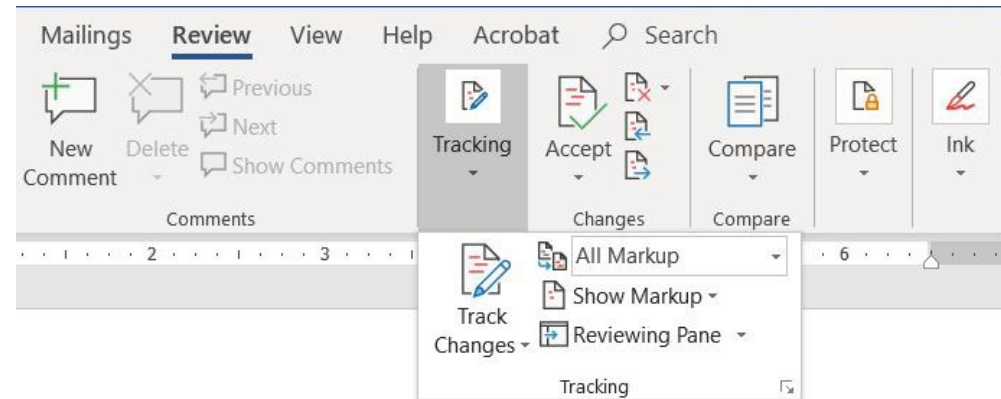 Mailings Review View Help Acrobat Search
New Comment
Delete
Previous
Next
Show Comments
Comments
Tracking
Accept
Changes
Compare
Compare
Protect
Ink
2 3 6
Track Changes
All Markup
Show Markup
Reviewing Pane
Tracking